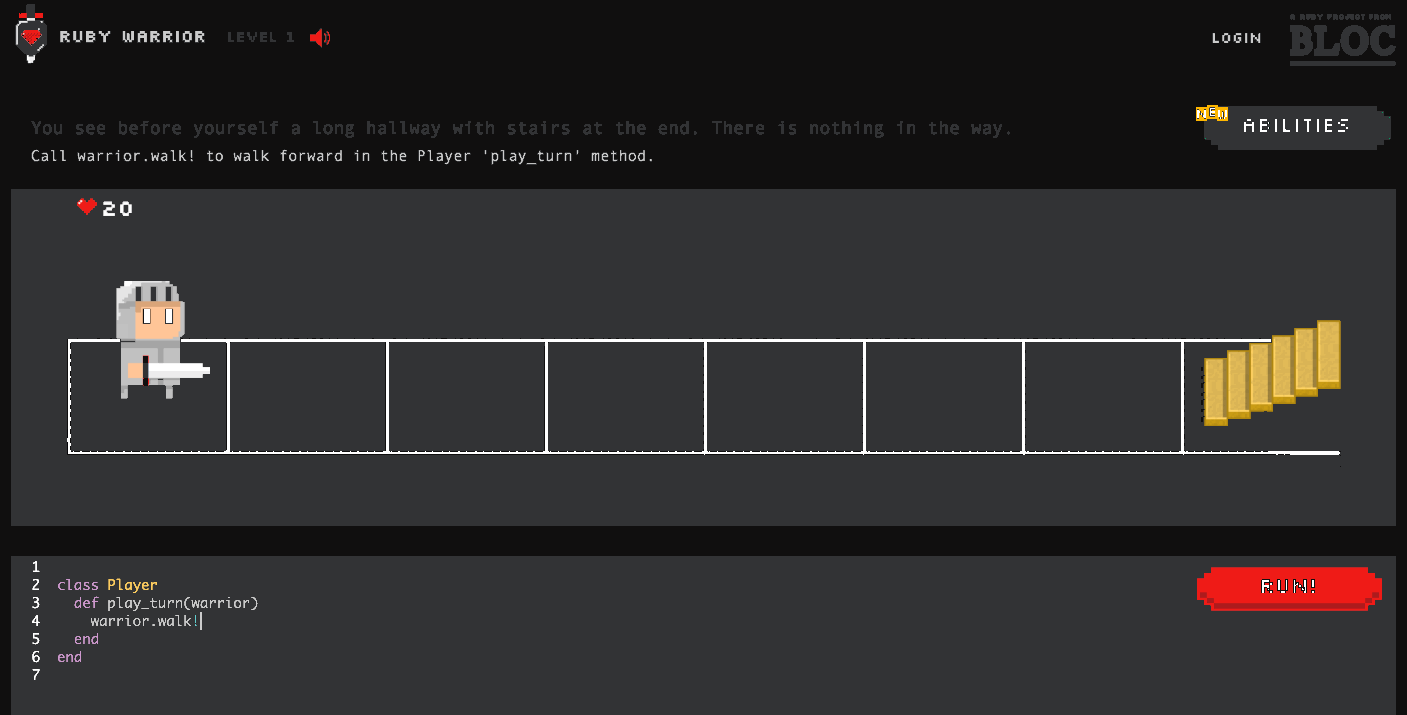 RUBY WARRIOR LEVEL 1
LOGIN
A RUBY PROJECT FROM
BLOC
You see before yourself a long hallway with stairs at the end. There is nothing in the way.
Call warrior.walk! to walk forward in the Player 'play_turn' method.
NEW
ABILITIES
20
1
2 class Player
3 def play_turn(warrior)
4 warrior.walk!
5 end
6 end
7
RUN!